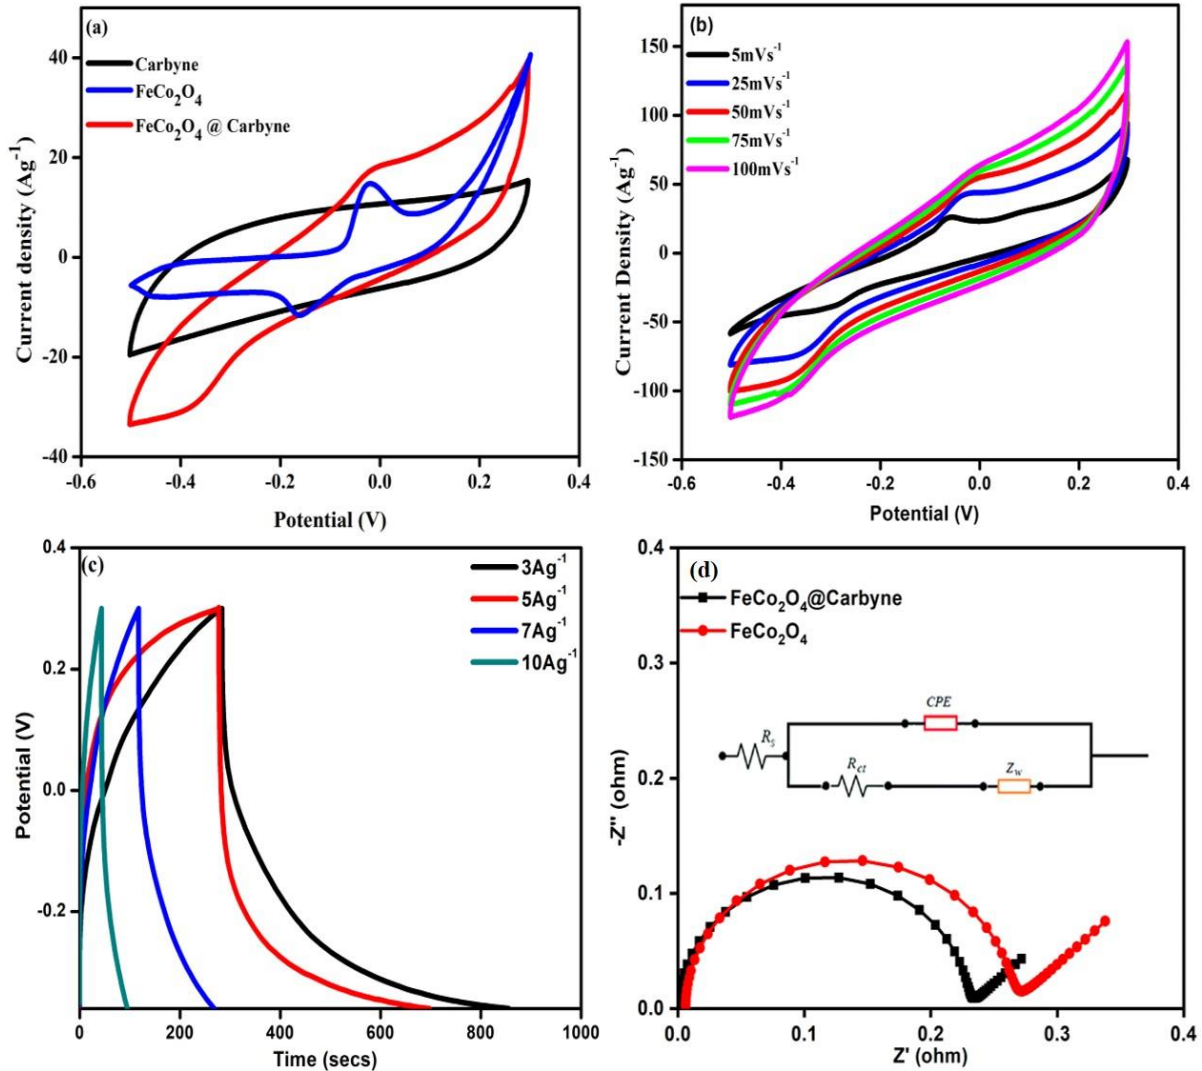 (a)
Carbyne
FeCo₂O₄
FeCo₂O₄ @ Carbyne
40
20
0
-20
-40
Current density (Ag⁻¹)
-0.6
-0.4
-0.2
0.0
0.2
0.4
Potential (V)
(b)
5mVs⁻¹
25mVs⁻¹
50mVs⁻¹
75mVs⁻¹
100mVs⁻¹
150
100
50
0
-50
-100
-150
Current Density (Ag⁻¹)
-0.6
-0.4
-0.2
0.0
0.2
0.4
Potential (V)
(c)
3Ag⁻¹
5Ag⁻¹
7Ag⁻¹
10Ag⁻¹
0.4
0.2
0.0
-0.2
Potential (V)
0
200
400
600
800
1000
Time (secs)
(d)
FeCo₂O₄@Carbyne
FeCo₂O₄
CPE
Rs
Rct
Zw
0.4
0.3
0.2
0.1
0.0
-Z'' (ohm)
0.0
0.1
0.2
0.3
0.4
Z' (ohm)